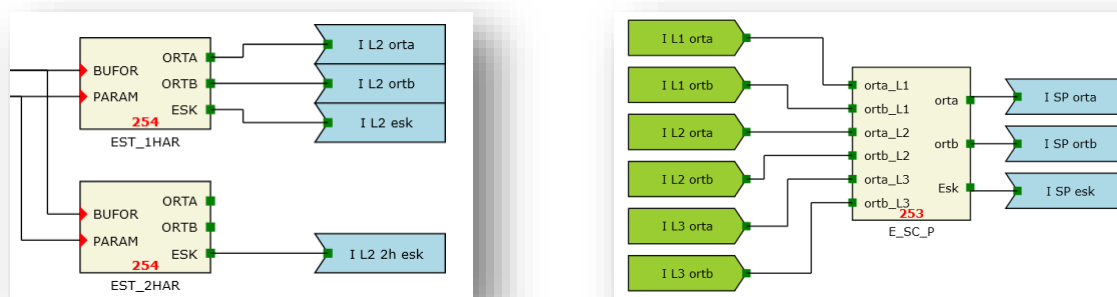 BUFOR
PARAM
ORTA
ORTB
ESK
254
EST_1HAR
I L2 orta
I L2 ortb
I L2 esk
BUFOR
PARAM
ORTA
ORTB
ESK
254
EST_2HAR
I L2 2h esk
I L1 orta
I L1 ortb
I L2 orta
I L2 ortb
I L3 orta
I L3 ortb
orta_L1
ortb_L1
orta_L2
ortb_L2
orta_L3
ortb_L3
orta
ortb
Esk
253
E_SC_P
I SP orta
I SP ortb
I SP esk